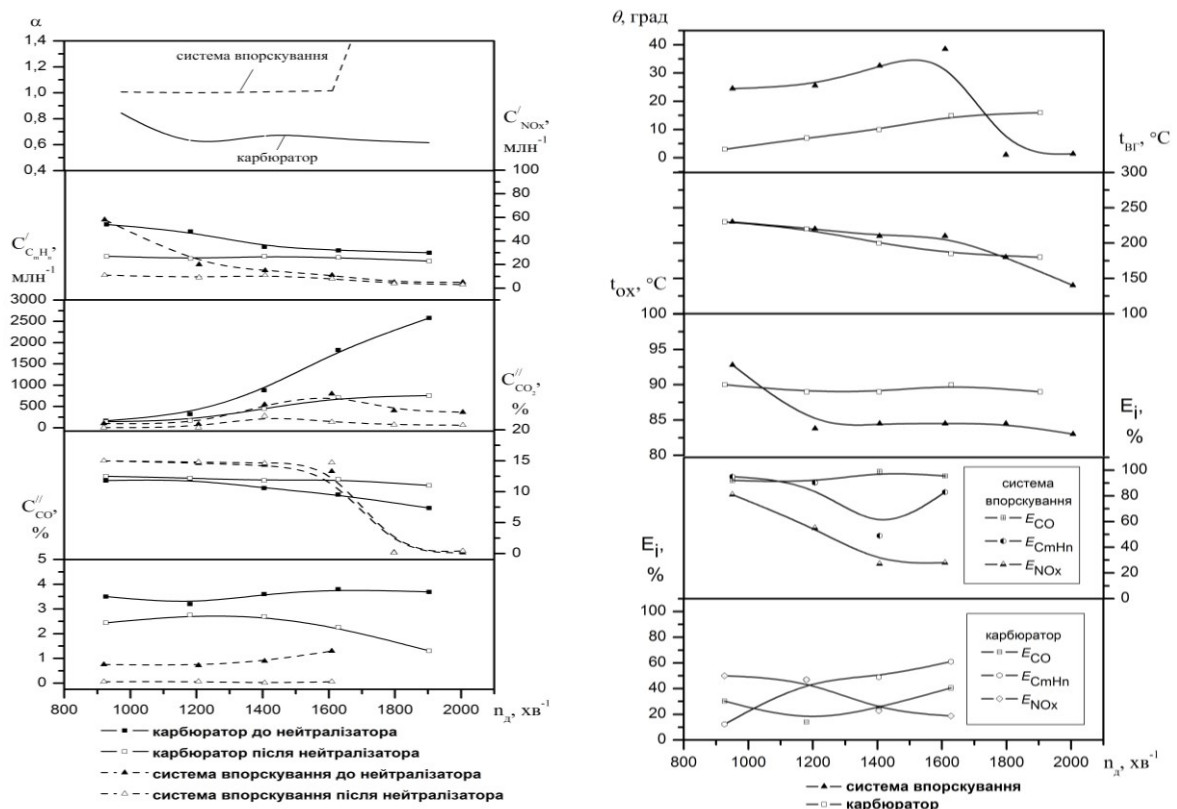 α
1,4
1,2
1,0
0,8
0,6
0,4
система впорскування
карбюратор
C′NOx,
млн⁻¹
100
80
60
40
20
0
C′CmHn,
млн⁻¹
3000
2500
2000
1500
1000
500
0
C″CO₂,
%
20
15
10
5
0
C″CO,
%
5
4
3
2
1
0
800 1000 1200 1400 1600 1800 2000 nд, хв⁻¹
карбюратор до нейтралізатора
карбюратор після нейтралізатора
система впорскування до нейтралізатора
система впорскування після нейтралізатора
θ, град
40
30
20
10
0
tВГ, °C
300
250
200
150
100
tОХ, °C
100
95
90
85
80
Ei,
%
100
80
60
40
20
0
система
впорскування
ECO
ECmHn
ENOx
Ei,
%
100
80
60
40
20
0
карбюратор
ECO
ECmHn
ENOx
800 1000 1200 1400 1600 1800 2000 nд, хв⁻¹
система впорскування
карбюратор